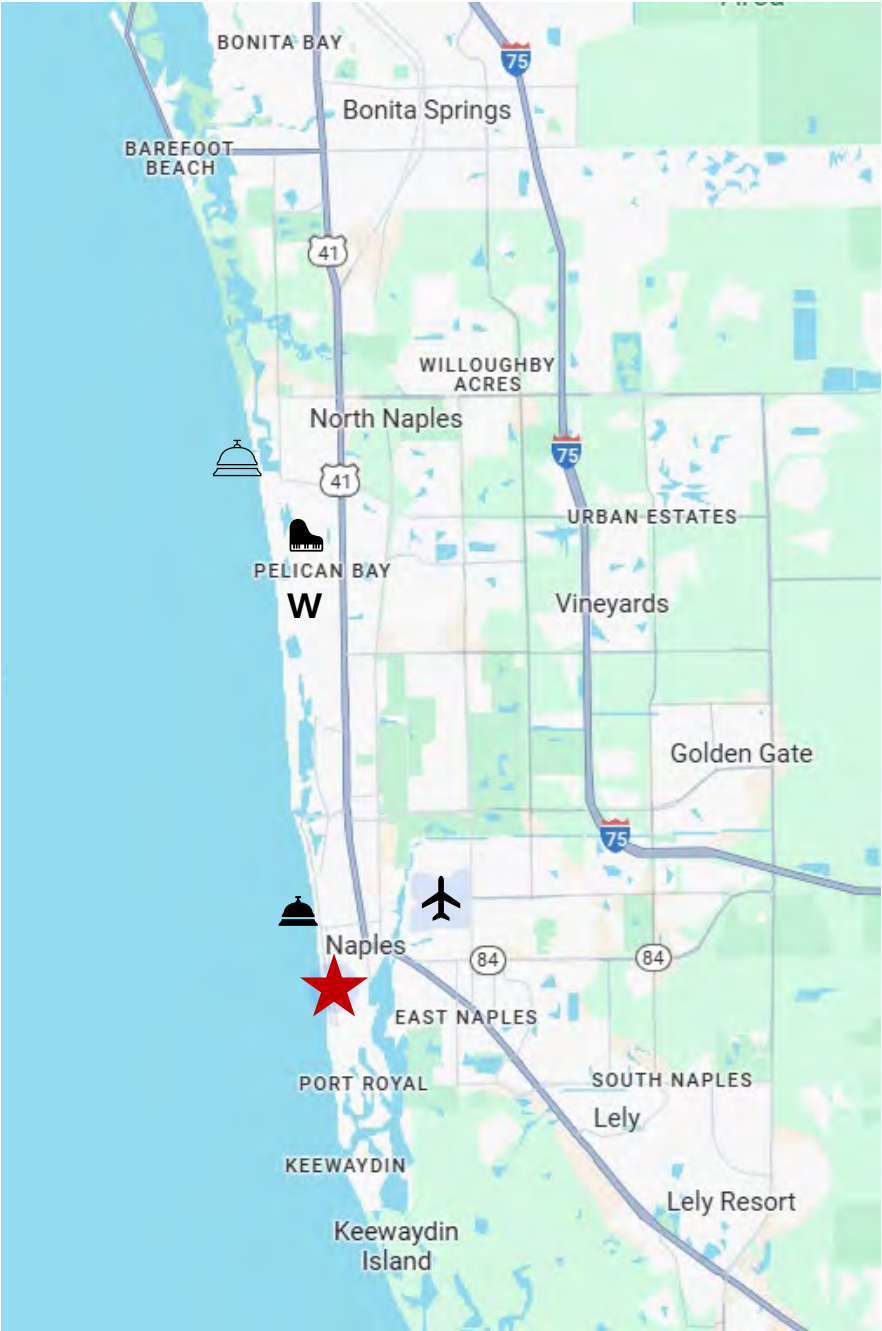 Area
BONITA BAY
75
Bonita Springs
BAREFOOT
BEACH
41
WILLOUGHBY
ACRES
North Naples
75
41
URBAN ESTATES
PELICAN BAY
W
Vineyards
Golden Gate
75
Naples
84
84
EAST NAPLES
PORT ROYAL
SOUTH NAPLES
Lely
KEEWAYDIN
Lely Resort
Keewaydin
Island